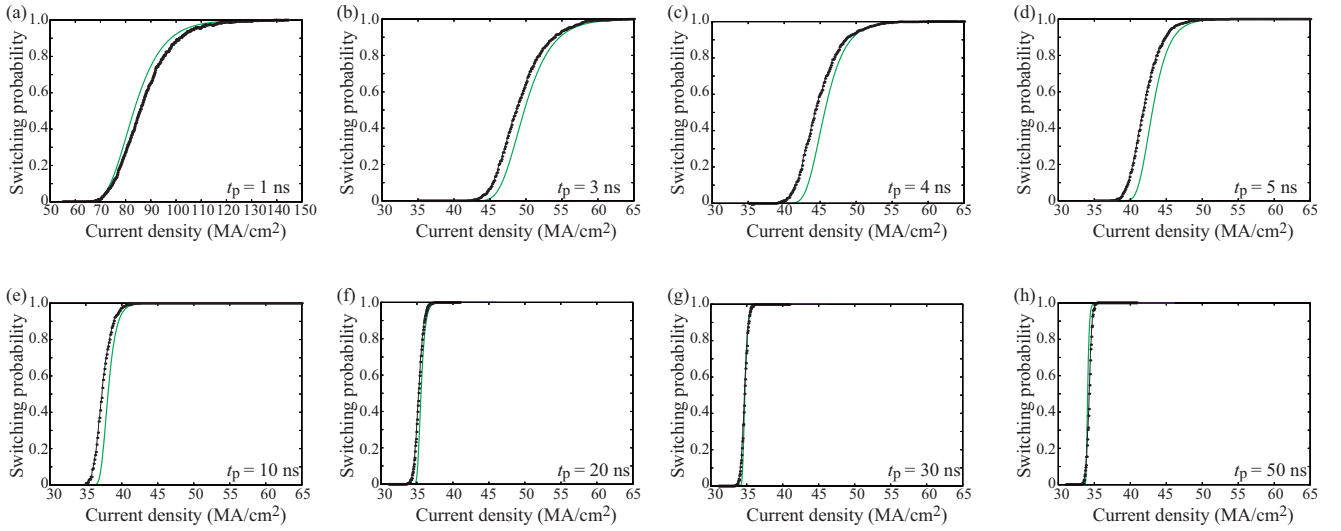 (a)
Switching probability
1.0
0.8
0.6
0.4
0.2
0
50 60 70 80 90 100 110 120 130 140 150
tp = 1 ns
Current density (MA/cm2)
(b)
Switching probability
1.0
0.8
0.6
0.4
0.2
0
30 35 40 45 50 55 60 65
tp = 3 ns
Current density (MA/cm2)
(c)
Switching probability
1.0
0.8
0.6
0.4
0.2
0
30 35 40 45 50 55 60 65
tp = 4 ns
Current density (MA/cm2)
(d)
Switching probability
1.0
0.8
0.6
0.4
0.2
0
30 35 40 45 50 55 60 65
tp = 5 ns
Current density (MA/cm2)
(e)
Switching probability
1.0
0.8
0.6
0.4
0.2
0
30 35 40 45 50 55 60 65
tp = 10 ns
Current density (MA/cm2)
(f)
Switching probability
1.0
0.8
0.6
0.4
0.2
0
30 35 40 45 50 55 60 65
tp = 20 ns
Current density (MA/cm2)
(g)
Switching probability
1.0
0.8
0.6
0.4
0.2
0
30 35 40 45 50 55 60 65
tp = 30 ns
Current density (MA/cm2)
(h)
Switching probability
1.0
0.8
0.6
0.4
0.2
0
30 35 40 45 50 55 60 65
tp = 50 ns
Current density (MA/cm2)